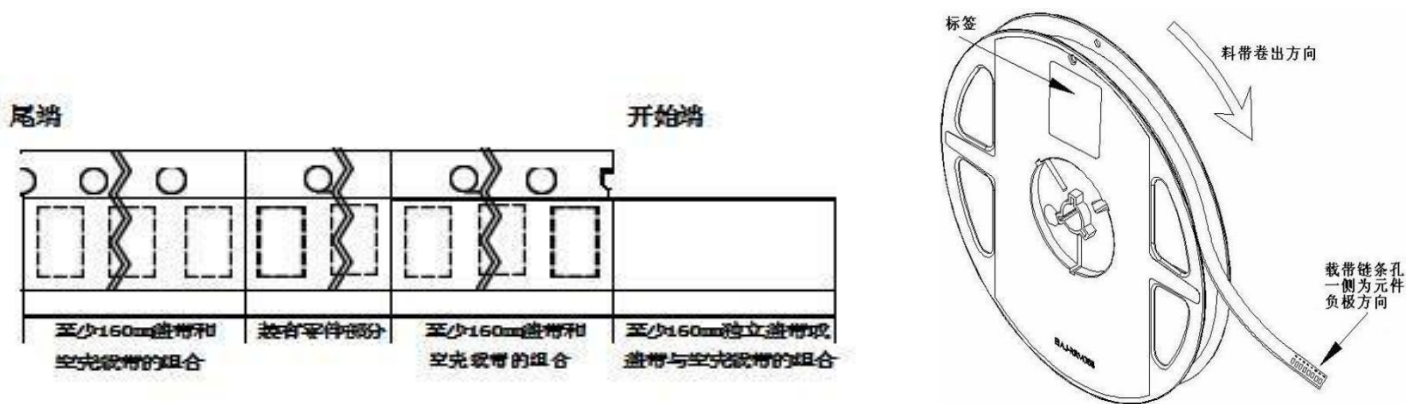 尾端
开始端
至少160mm盖带和
空壳载带的组合
装有零件部分
至少160mm盖带和
空壳载带的组合
至少160mm独立盖带或
盖带与空壳载带的组合
标签
料带卷出方向
载带链条孔
一侧为元件
负极方向